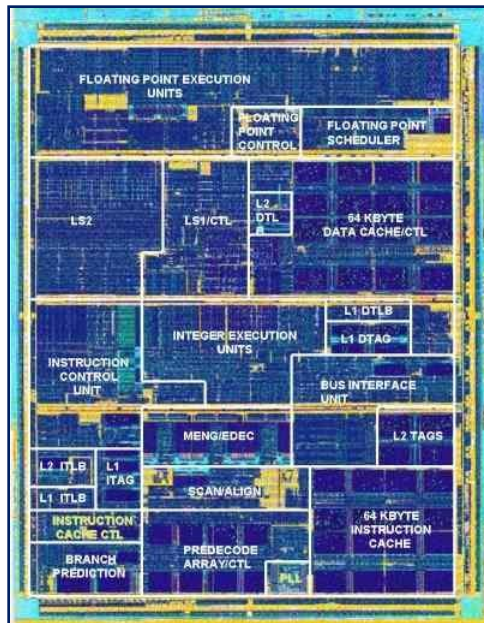 FLOATING POINT EXECUTION
UNITS
FLOATING
POINT
CONTROL
FLOATING POINT
SCHEDULER
LS2
LS1/CTL
L2
DTL
B
64 KBYTE
DATA CACHE/CTL
L1 DTLB
L1 DTAG
INTEGER EXECUTION
UNITS
INSTRUCTION
CONTROL
UNIT
BUS INTERFACE
UNIT
MENG/EDEC
L2 TAGS
L2 ITLB
L1
ITAG
L1 ITLB
SCAN/ALIGN
64 KBYTE
INSTRUCTION
CACHE
INSTRUCTION
CACHE CTL
BRANCH
PREDICTION
PREDECODE
ARRAY/CTL
PLL